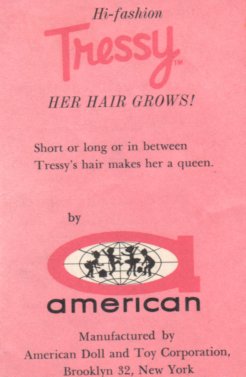 Hi-fashion
Tressy™
HER HAIR GROWS!
Short or long or in between
Tressy's hair makes her a queen.
by
a
american
Manufactured by
American Doll and Toy Corporation,
Brooklyn 32, New York